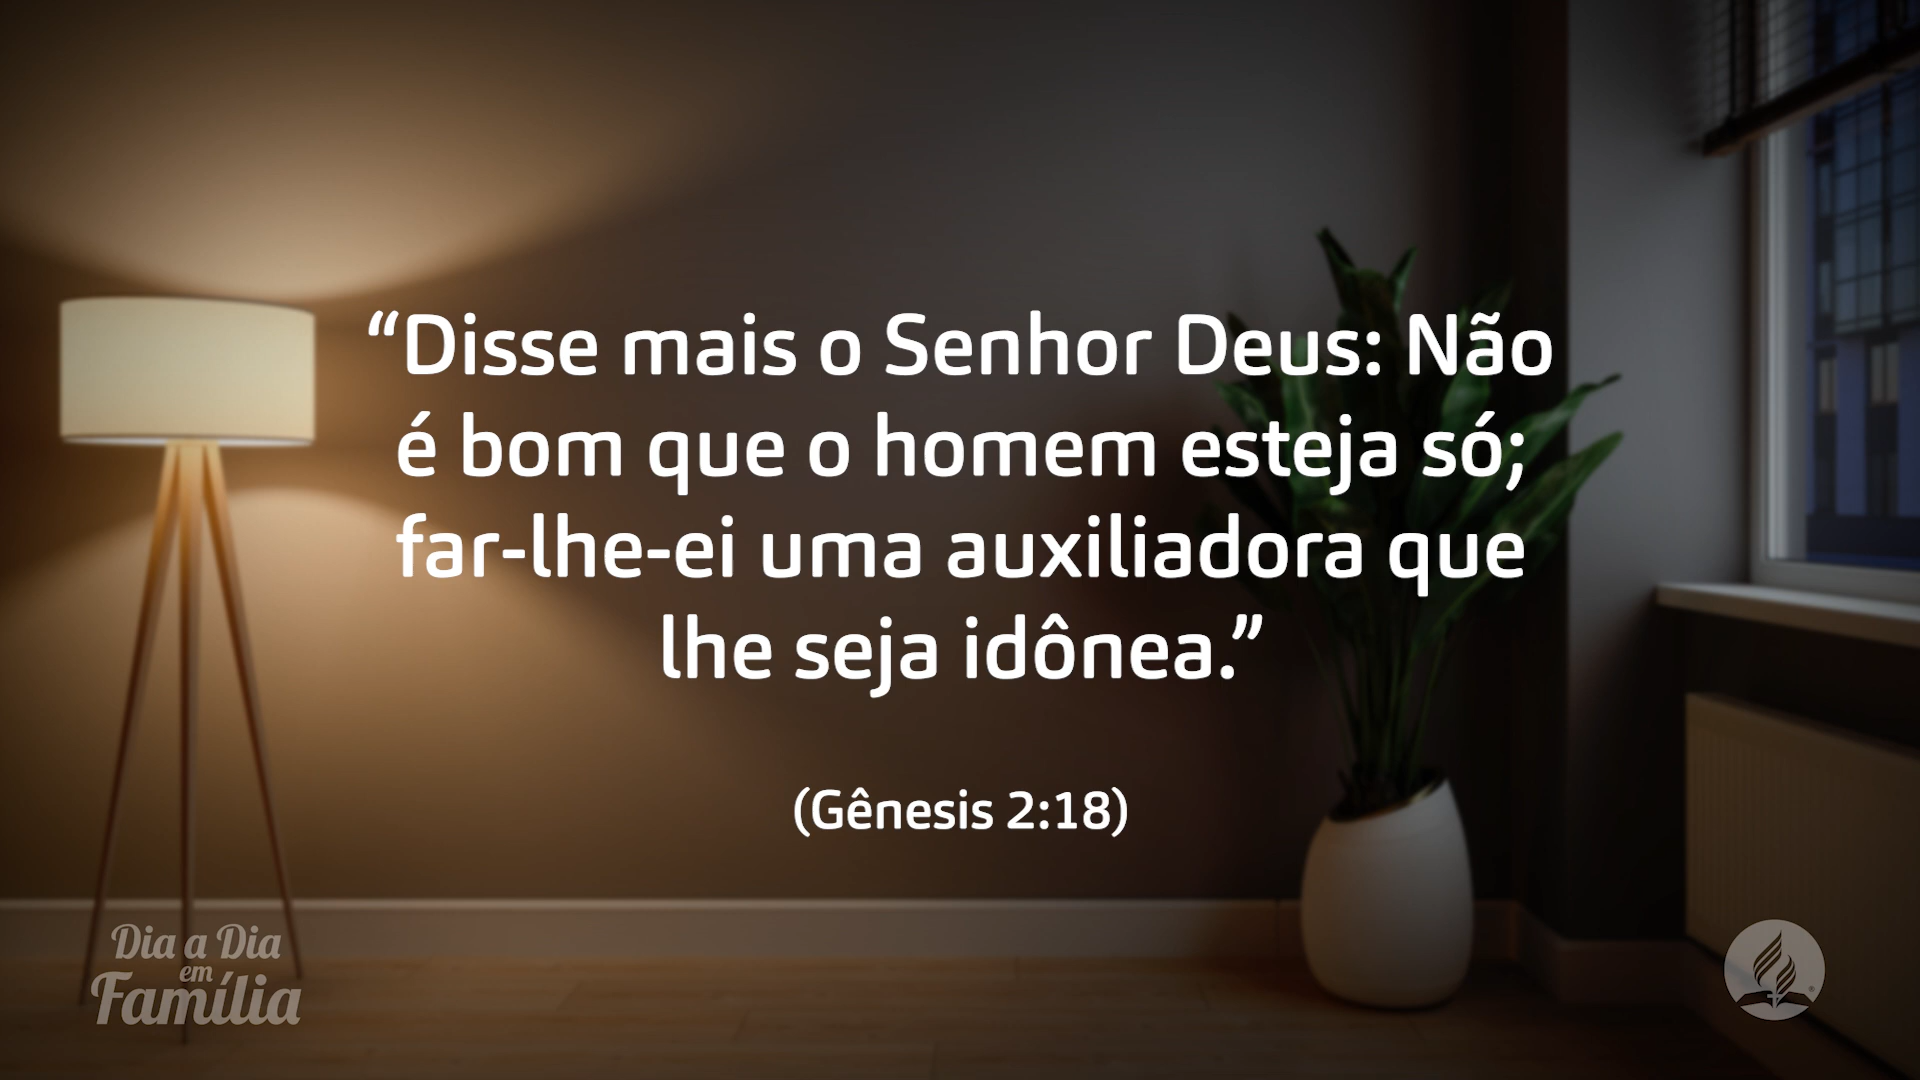 “Disse mais o Senhor Deus: Não
é bom que o homem esteja só;
far-lhe-ei uma auxiliadora que
lhe seja idônea.”
(Gênesis 2:18)
Dia a Dia
em
Família